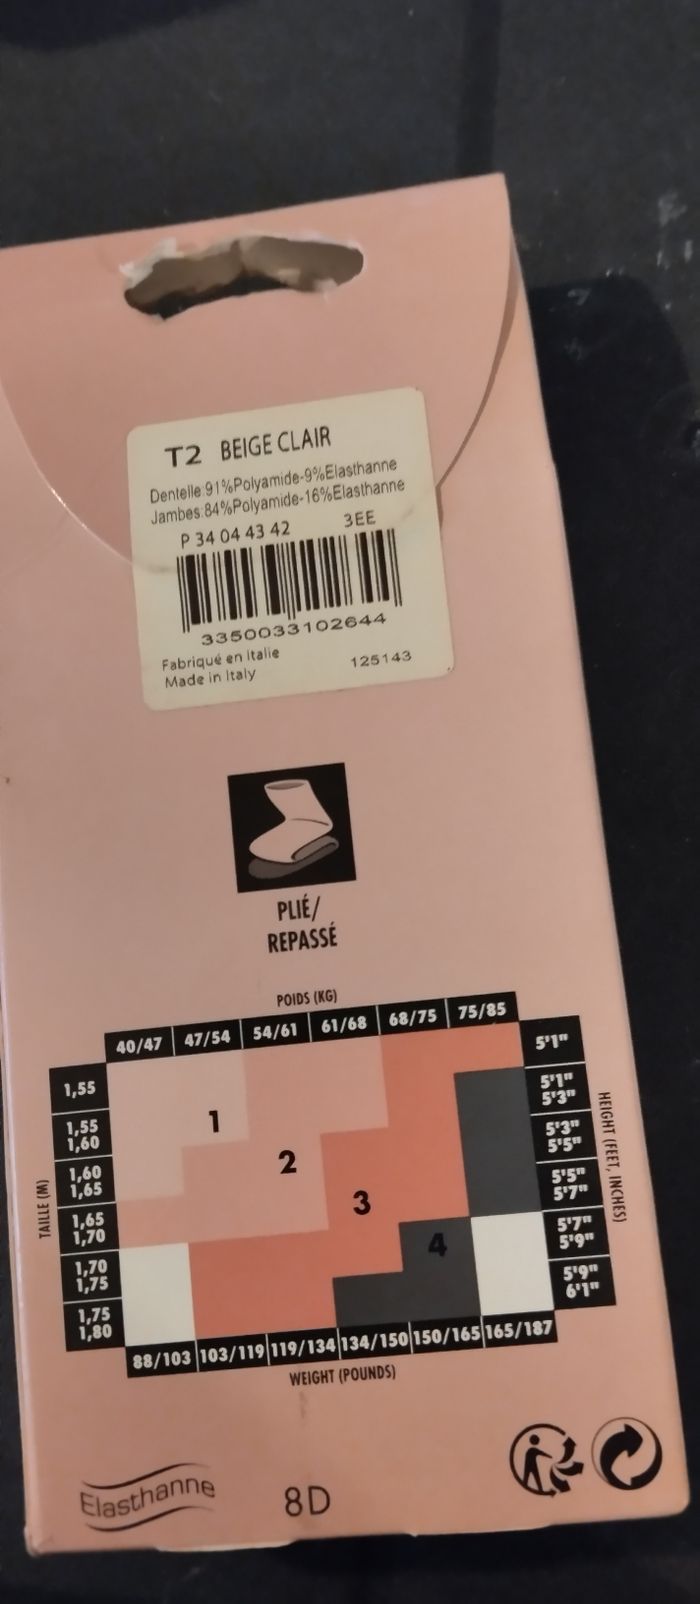 T2 BEIGE CLAIR
Dentelle:91%Polyamide-9%Elasthanne
Jambes:84%Polyamide-16%Elasthanne
P 34 04 43 42 3EE
3350033102644
Fabriqué en Italie 125143
Made in Italy
PLIÉ/
REPASSÉ
POIDS (KG)
40/47 47/54 54/61 61/68 68/75 75/85
1,55 5'1"
1,55 5'1"
1,60 5'3"
1
1,60 5'3"
1,65 5'5"
2
1,65 5'5"
1,70 5'7"
3
1,70 5'7"
1,75 5'9"
4
1,75 5'9"
1,80 6'1"
TAILLE (M)
HEIGHT (FEET, INCHES)
88/103 103/119 119/134 134/150 150/165 165/187
WEIGHT (POUNDS)
Elasthanne 8D